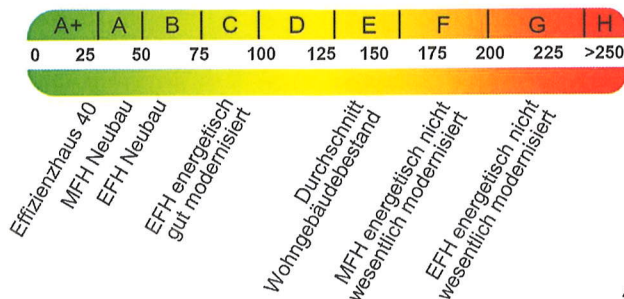 A+ A B C D E F G H
0 25 50 75 100 125 150 175 200 225 >250
Effizienzhaus 40
MFH Neubau
EFH Neubau
EFH energetisch
gut modernisiert
Durchschnitt
Wohngebäudebestand
MFH energetisch nicht
wesentlich modernisiert
EFH energetisch nicht
wesentlich modernisiert